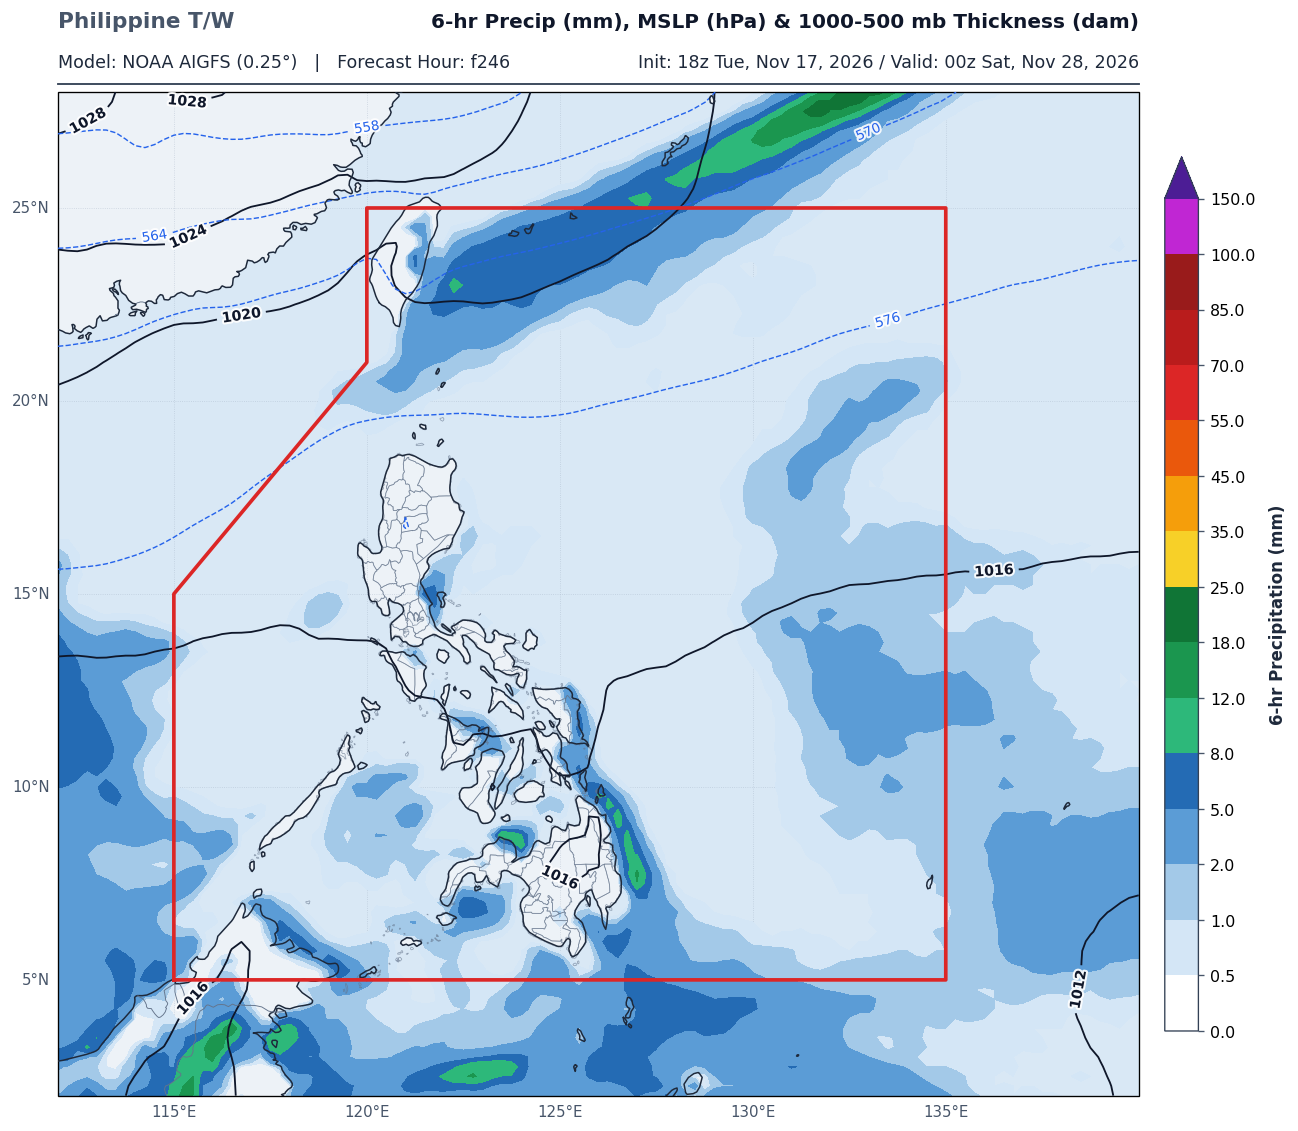 Philippine T/W
6-hr Precip (mm), MSLP (hPa) & 1000-500 mb Thickness (dam)
Model: NOAA AIGFS (0.25°) | Forecast Hour: f246
Init: 18z Tue, Nov 17, 2026 / Valid: 00z Sat, Nov 28, 2026
1028
1028
558
570
25°N
564
1024
1020
576
20°N
1016
15°N
10°N
1016
5°N
1016
1012
115°E
120°E
125°E
130°E
135°E
150.0
100.0
85.0
70.0
55.0
45.0
35.0
25.0
18.0
12.0
8.0
5.0
2.0
1.0
0.5
0.0
6-hr Precipitation (mm)